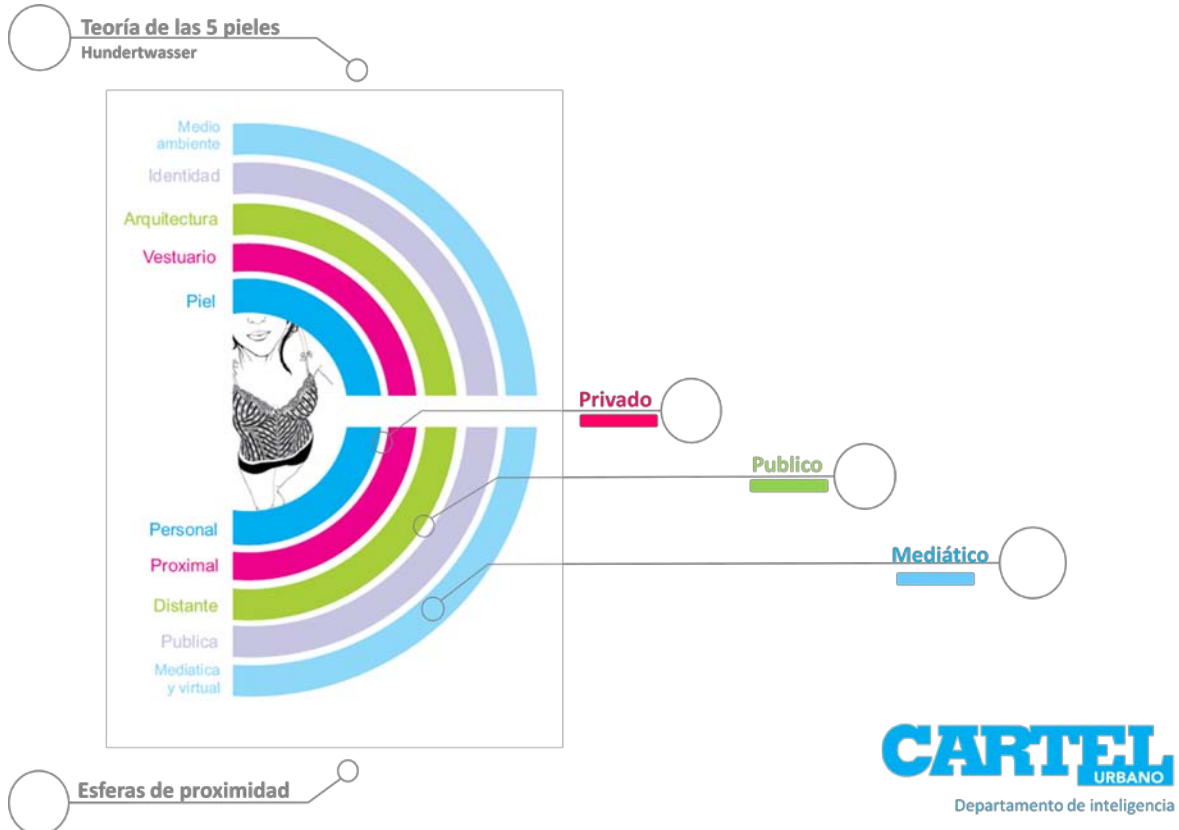 Teoría de las 5 pieles
Hundertwasser
Medio
ambiente
Identidad
Arquitectura
Vestuario
Piel
Privado
Publico
Personal
Mediático
Proximal
Distante
Publica
Mediatica
y virtual
CARTEL
URBANO
Esferas de proximidad
Departamento de inteligencia